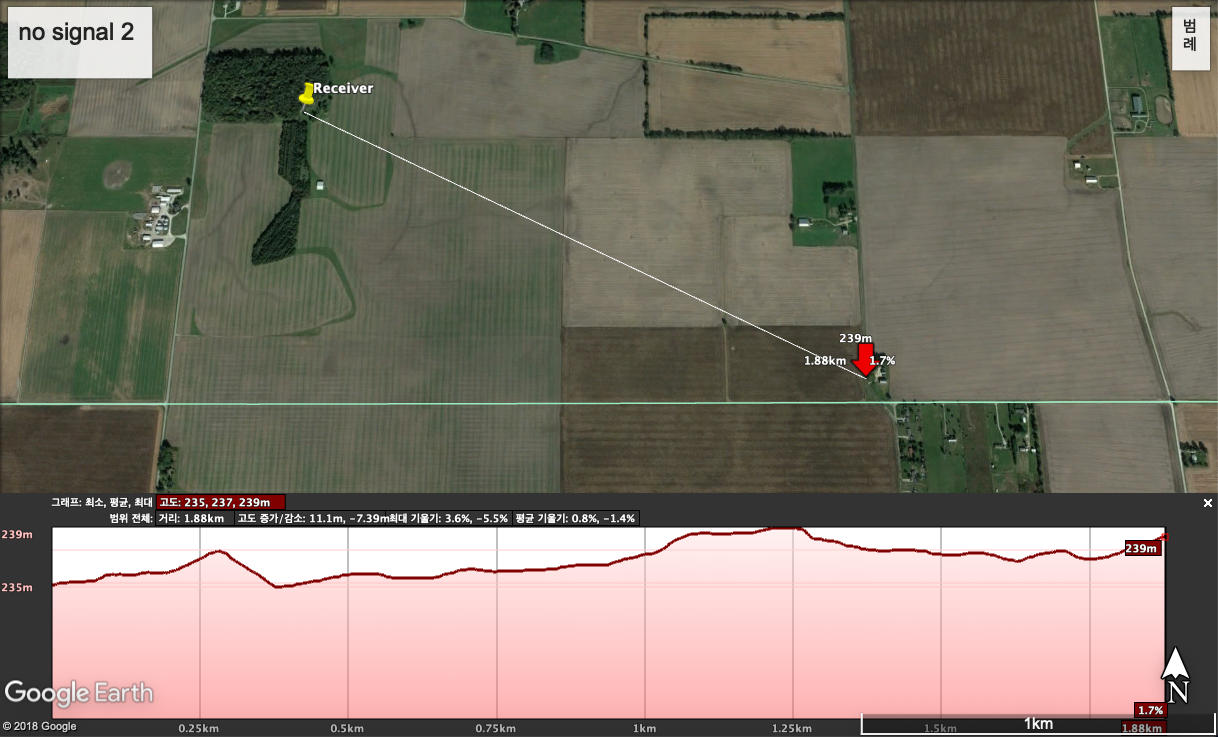 no signal 2
범
례
Receiver
239m
1.88km
1.7%
그래프: 최소, 평균, 최대 고도: 235, 237, 239m
범위 전체: 거리: 1.88km 고도 증가/감소: 11.1m, -7.39m 최대 기울기: 3.6%, -5.5% 평균 기울기: 0.8%, -1.4%
239m
239m
235m
Google Earth
N
1.7%
© 2018 Google
0.25km 0.5km 0.75km 1km 1.25km 1.5km 1.88km
1km